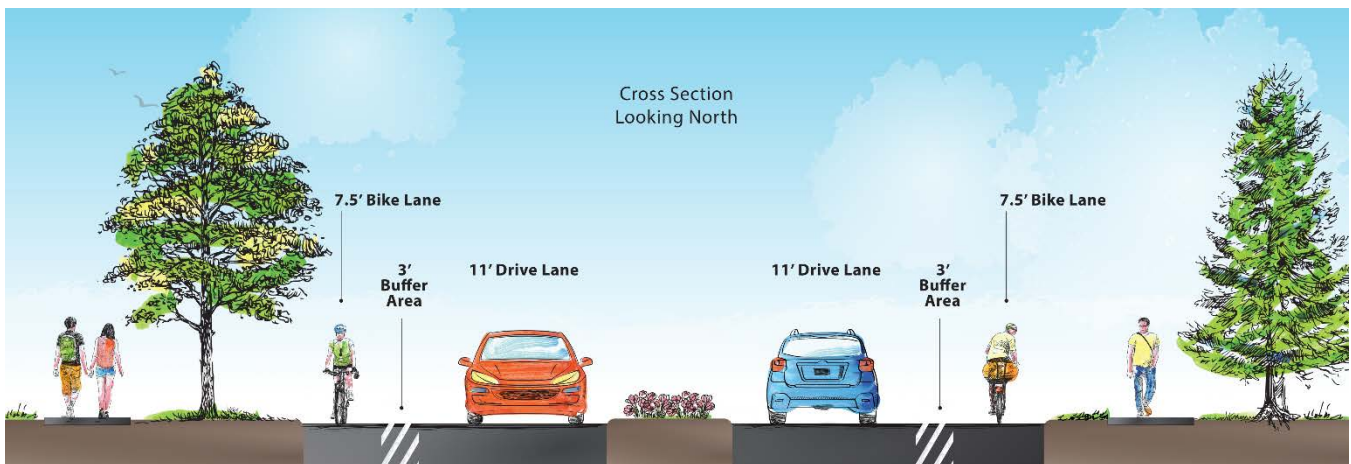 Cross Section
Looking North
7.5’ Bike Lane
7.5’ Bike Lane
3’
Buffer
Area
11’ Drive Lane
11’ Drive Lane
3’
Buffer
Area